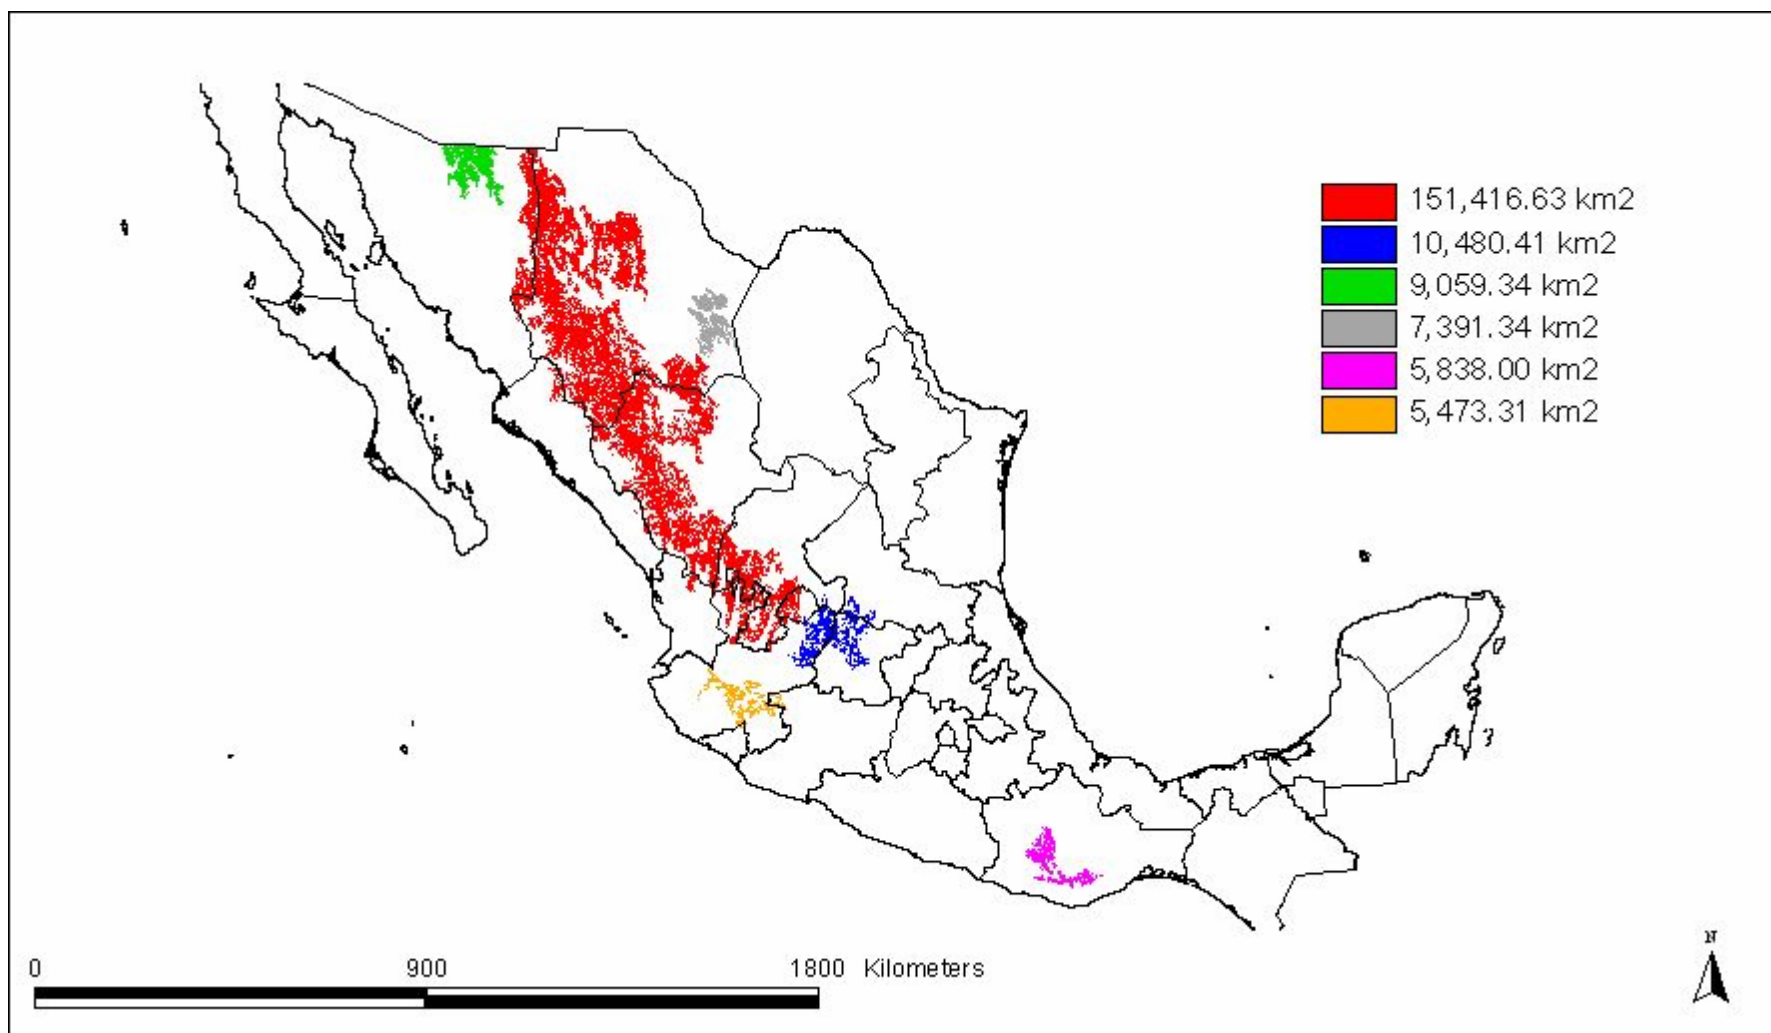 151,416.63 km2
10,480.41 km2
9,059.34 km2
7,391.34 km2
5,838.00 km2
5,473.31 km2
0 900 1800 Kilometers
N